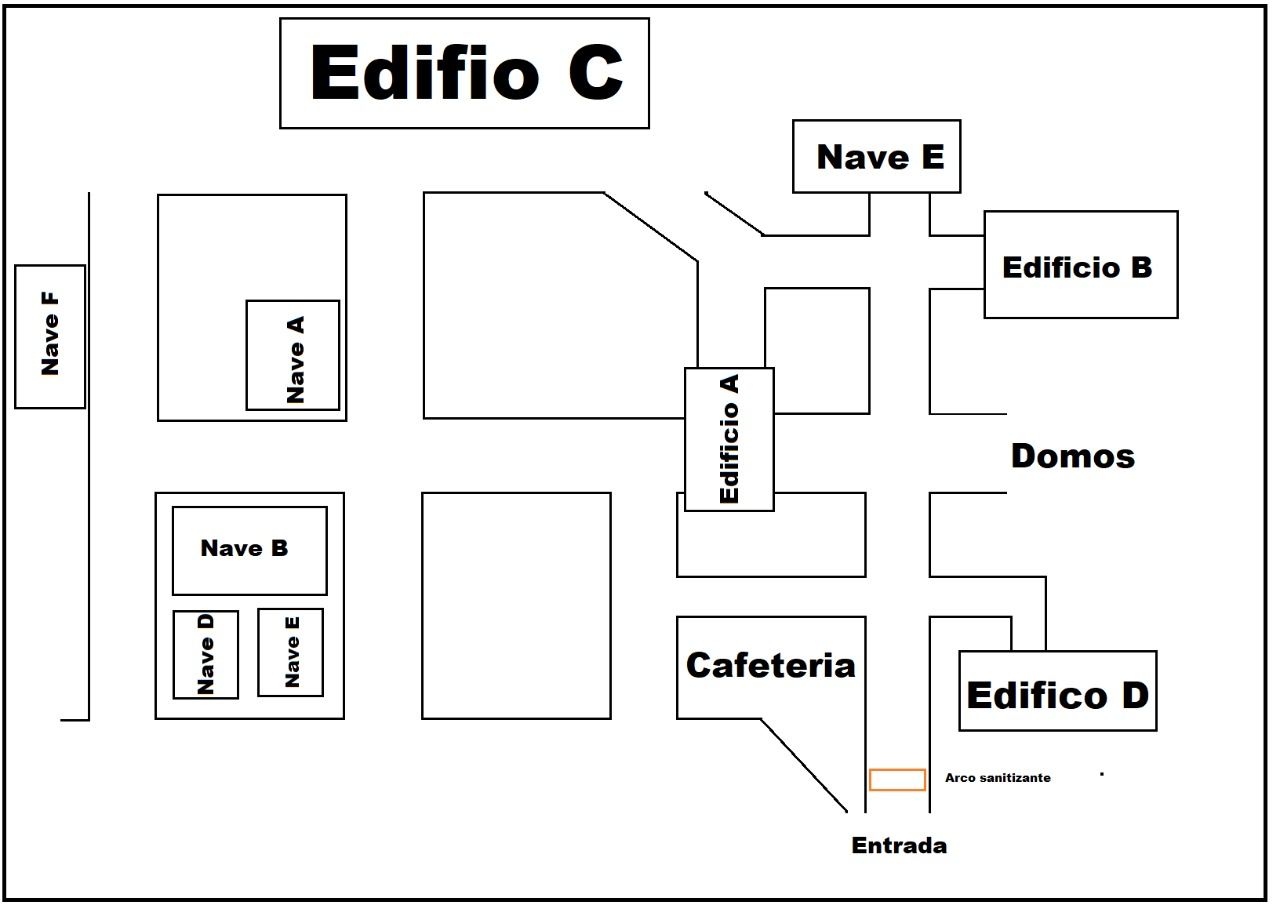 Edifio C
Nave E
Edificio B
Nave F
Nave A
Edificio A
Domos
Nave B
Nave D
Nave E
Cafeteria
Edifico D
Arco sanitizante
Entrada